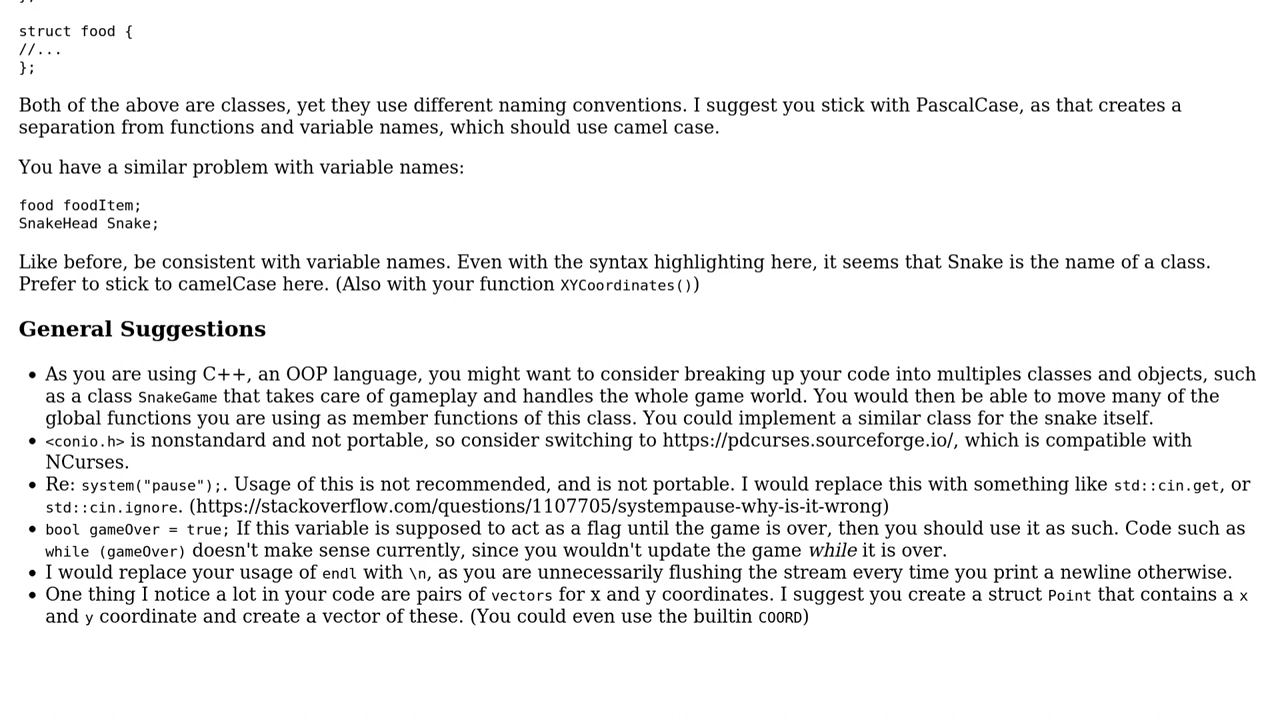 struct food {
//...
};
Both of the above are classes, yet they use different naming conventions. I suggest you stick with PascalCase, as that creates a
separation from functions and variable names, which should use camel case.
You have a similar problem with variable names:
food foodItem;
SnakeHead Snake;
Like before, be consistent with variable names. Even with the syntax highlighting here, it seems that Snake is the name of a class.
Prefer to stick to camelCase here. (Also with your function XYCoordinates())
General Suggestions
• As you are using C++, an OOP language, you might want to consider breaking up your code into multiples classes and objects, such
as a class SnakeGame that takes care of gameplay and handles the whole game world. You would then be able to move many of the
global functions you are using as member functions of this class. You could implement a similar class for the snake itself.
• <conio.h> is nonstandard and not portable, so consider switching to https://pdcurses.sourceforge.io/, which is compatible with
NCurses.
• Re: system("pause");. Usage of this is not recommended, and is not portable. I would replace this with something like std::cin.get, or
std::cin.ignore. (https://stackoverflow.com/questions/1107705/systempause-why-is-it-wrong)
• bool gameOver = true; If this variable is supposed to act as a flag until the game is over, then you should use it as such. Code such as
while (gameOver) doesn't make sense currently, since you wouldn't update the game while it is over.
• I would replace your usage of endl with \n, as you are unnecessarily flushing the stream every time you print a newline otherwise.
• One thing I notice a lot in your code are pairs of vectors for x and y coordinates. I suggest you create a struct Point that contains a x
and y coordinate and create a vector of these. (You could even use the builtin COORD)